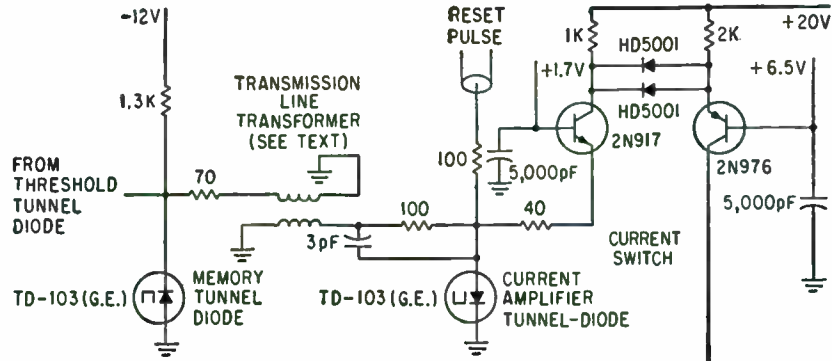 -12V
RESET
PULSE
+20V
1K
HD5001
2K
+1.7V
+6.5V
1.3K
TRANSMISSION
LINE
TRANSFORMER
(SEE TEXT)
HD5001
2N917
2N976
100
5,000pF
5,000pF
FROM
THRESHOLD
TUNNEL
DIODE
70
100
40
3pF
CURRENT
SWITCH
TD-103(G.E.)
MEMORY
TUNNEL
DIODE
TD-103(G.E.)
CURRENT
AMPLIFIER
TUNNEL-DIODE